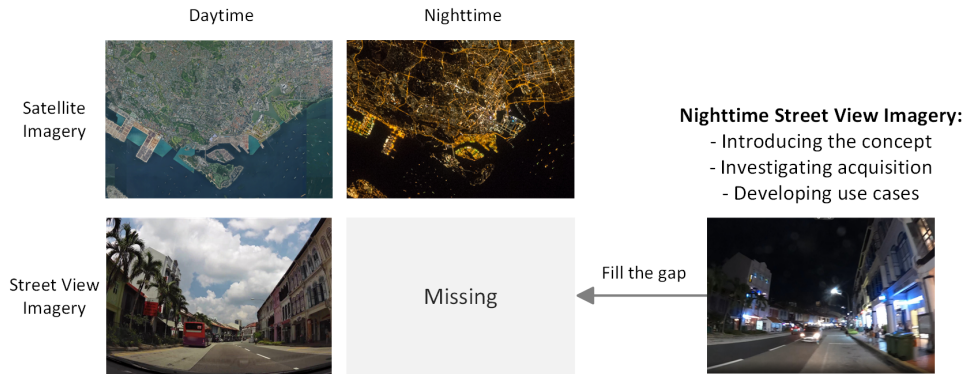 Daytime
Nighttime
Satellite
Imagery
Nighttime Street View Imagery:
- Introducing the concept
- Investigating acquisition
- Developing use cases
Street View
Imagery
Missing
Fill the gap